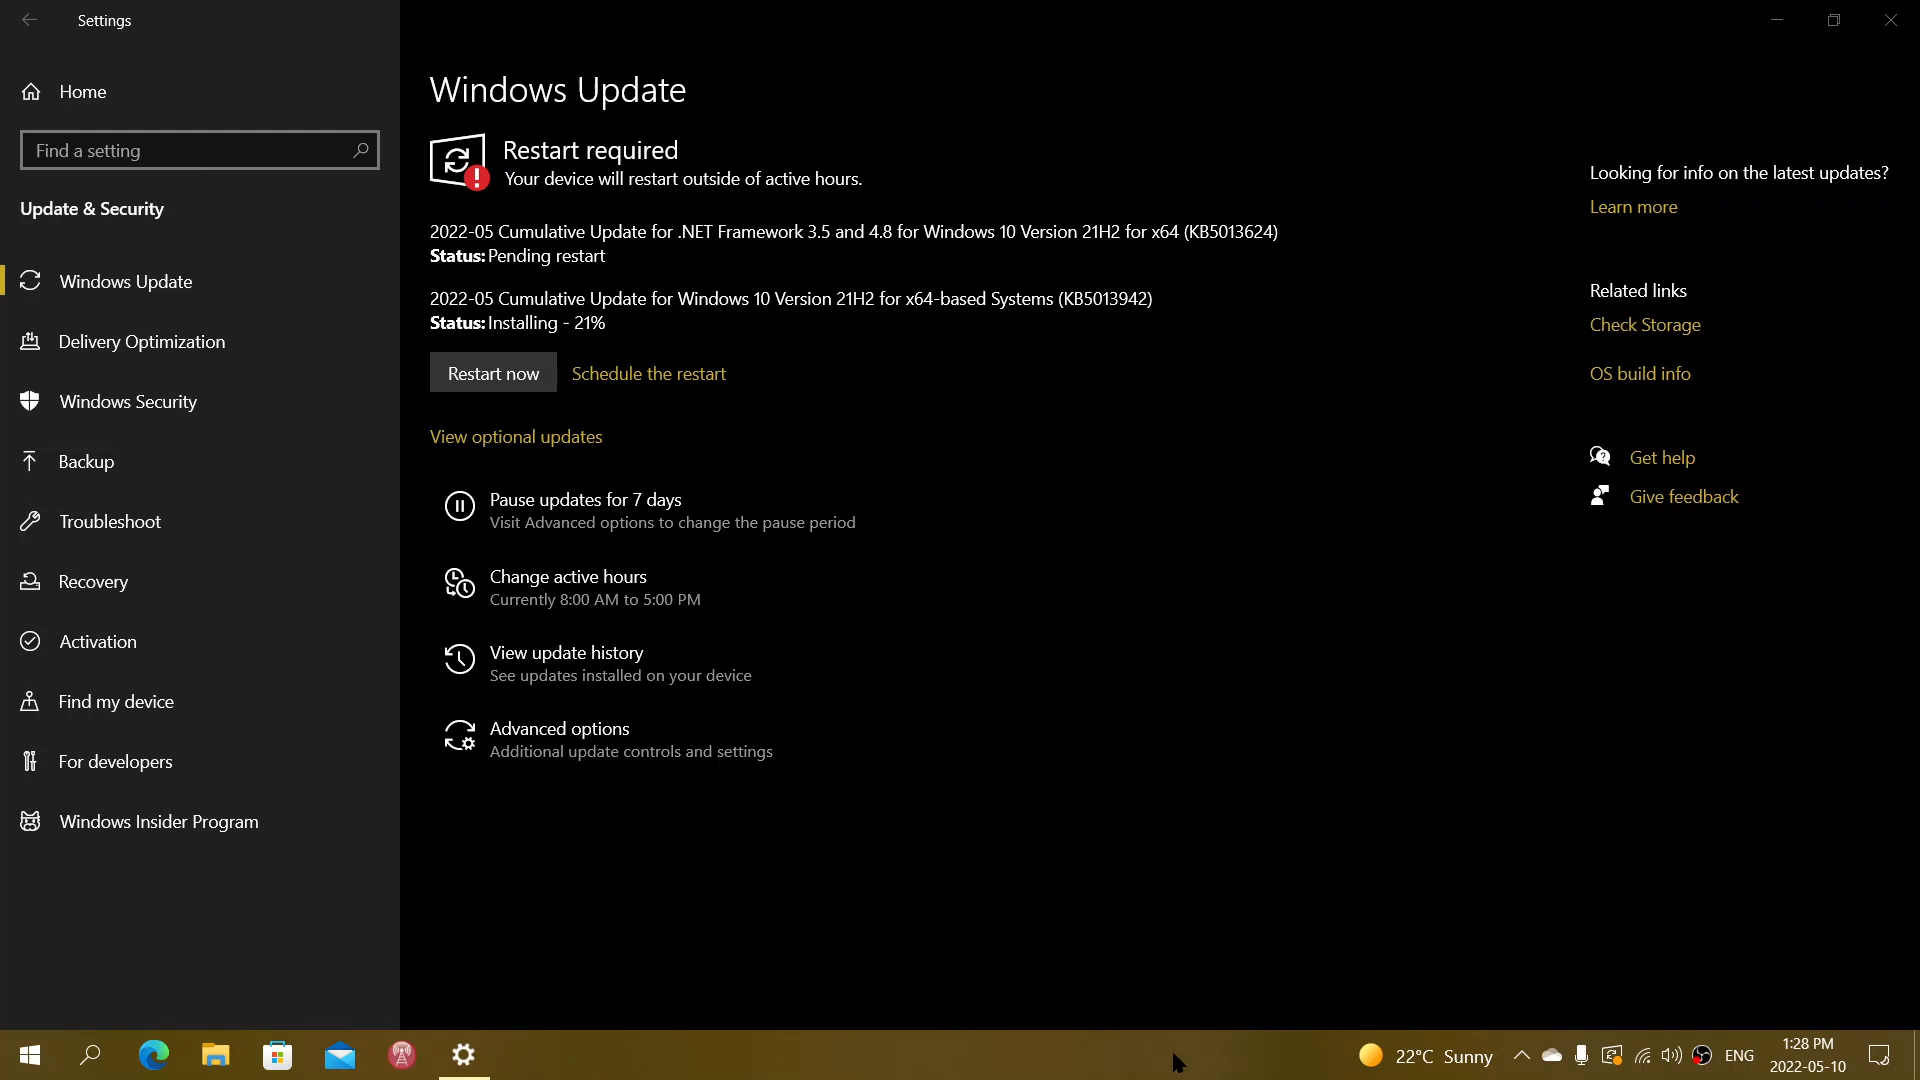 Settings
Home
Find a setting
Update & Security
Windows Update
Delivery Optimization
Windows Security
Backup
Troubleshoot
Recovery
Activation
Find my device
For developers
Windows Insider Program
Windows Update
Restart required
Your device will restart outside of active hours.
2022-05 Cumulative Update for .NET Framework 3.5 and 4.8 for Windows 10 Version 21H2 for x64 (KB5013624)
Status: Pending restart
2022-05 Cumulative Update for Windows 10 Version 21H2 for x64-based Systems (KB5013942)
Status: Installing - 21%
Restart now
Schedule the restart
View optional updates
Pause updates for 7 days
Visit Advanced options to change the pause period
Change active hours
Currently 8:00 AM to 5:00 PM
View update history
See updates installed on your device
Advanced options
Additional update controls and settings
Looking for info on the latest updates?
Learn more
Related links
Check Storage
OS build info
Get help
Give feedback
22°C Sunny
ENG
1:28 PM
2022-05-10